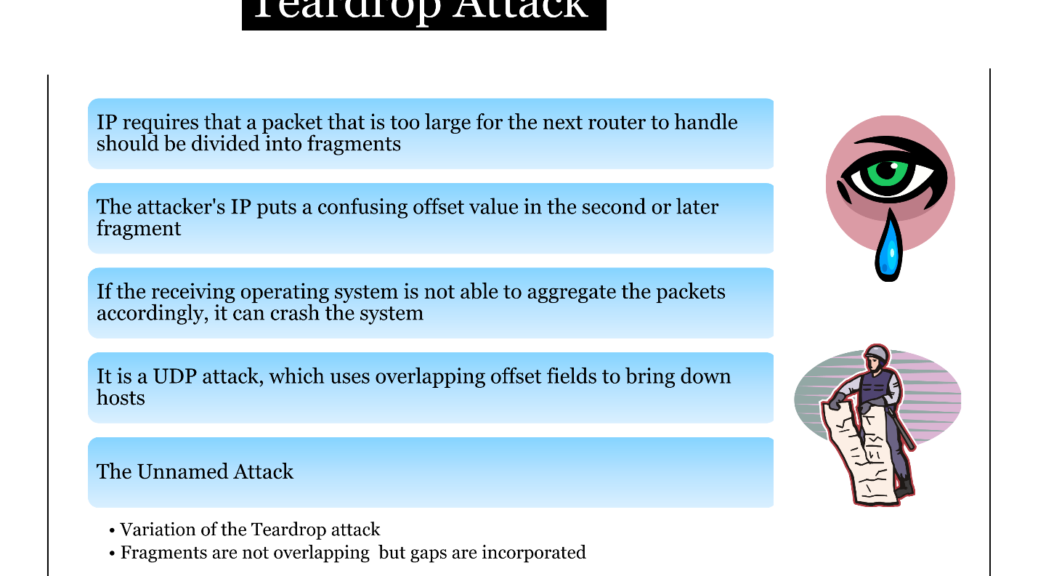 Teardrop Attack
IP requires that a packet that is too large for the next router to handle
should be divided into fragments
The attacker's IP puts a confusing offset value in the second or later
fragment
If the receiving operating system is not able to aggregate the packets
accordingly, it can crash the system
It is a UDP attack, which uses overlapping offset fields to bring down
hosts
The Unnamed Attack
• Variation of the Teardrop attack
• Fragments are not overlapping  but gaps are incorporated